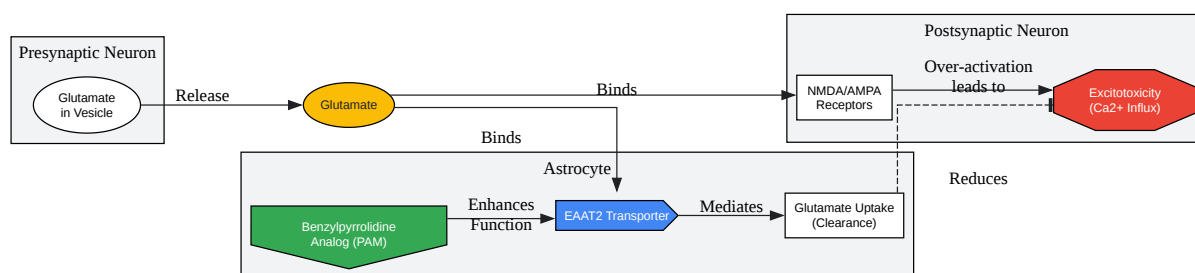 Presynaptic Neuron
Glutamate
in Vesicle
Release
Glutamate
Binds
Postsynaptic Neuron
NMDA/AMPA
Receptors
Over-activation
leads to
Excitotoxicity
(Ca2+ Influx)
Binds
Astrocyte
Benzylpyrrolidine
Analog (PAM)
Enhances
Function
EAAT2 Transporter
Mediates
Glutamate Uptake
(Clearance)
Reduces